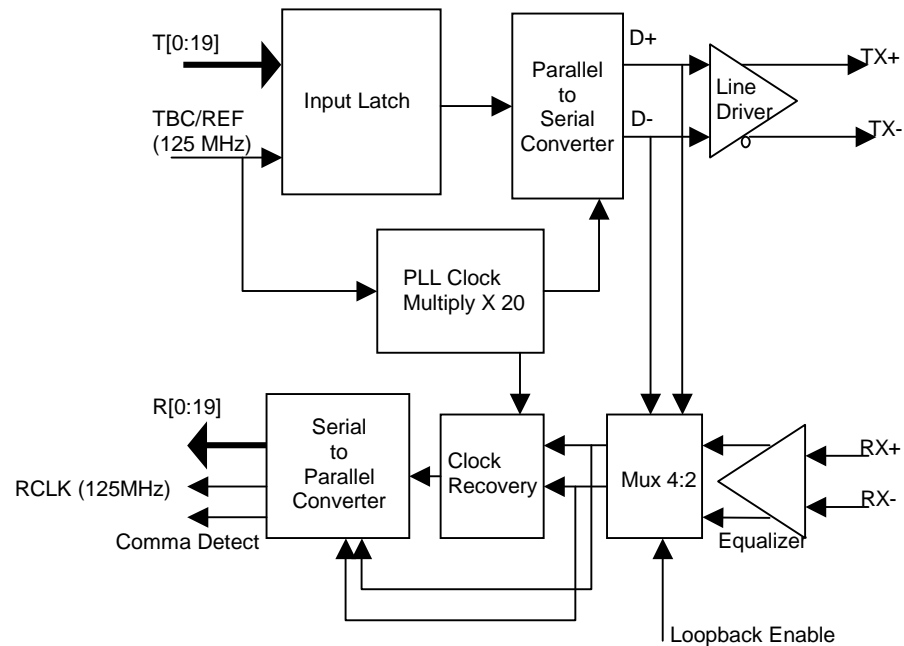 T[0:19]
TBC/REF
(125 MHz)
Input Latch
Parallel
to
Serial
Converter
D+
D-
Line
Driver
TX+
TX-
PLL Clock
Multiply X 20
R[0:19]
RCLK (125MHz)
Comma Detect
Serial
to
Parallel
Converter
Clock
Recovery
Mux 4:2
Equalizer
RX+
RX-
Loopback Enable